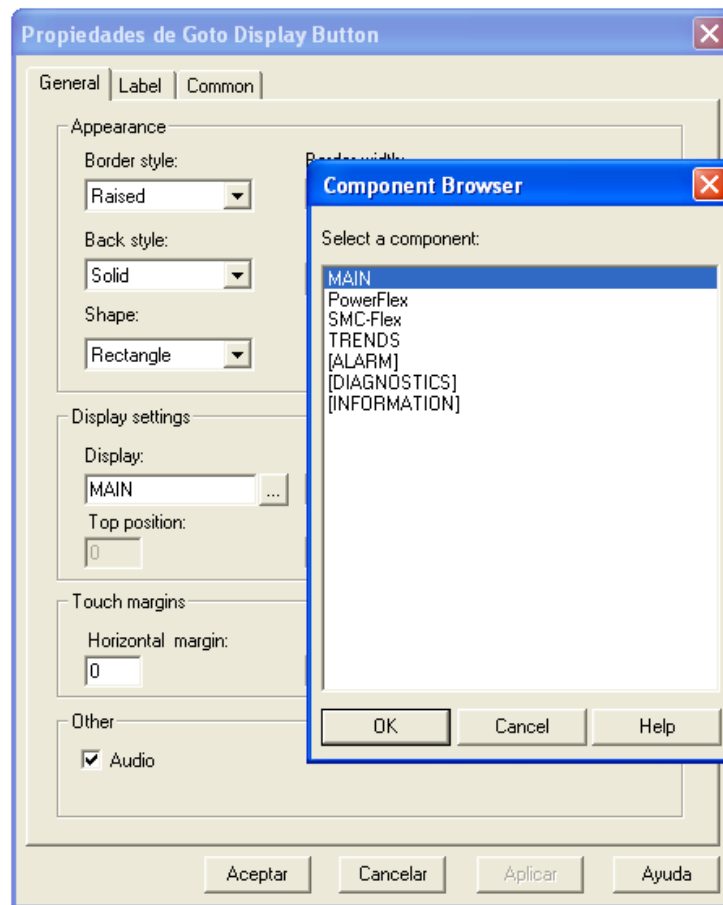 Propiedades de Goto Display Button
General Label Common
Appearance
Border style:
Raised
Back style:
Solid
Shape:
Rectangle
Display settings
Display:
MAIN ...
Top position:
0
Touch margins
Horizontal margin:
0
Other
Audio
Aceptar Cancelar Aplicar Ayuda
Component Browser
Select a component:
MAIN
PowerFlex
SMC-Flex
TRENDS
[ALARM]
[DIAGNOSTICS]
[INFORMATION]
OK Cancel Help